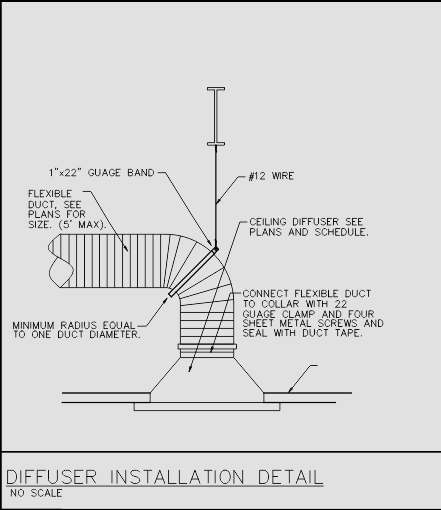 1"x22" GUAGE BAND
#12 WIRE
FLEXIBLE
DUCT, SEE
PLANS FOR
SIZE. (5' MAX).
CEILING DIFFUSER SEE
PLANS AND SCHEDULE.
CONNECT FLEXIBLE DUCT
TO COLLAR WITH 22
GUAGE CLAMP AND FOUR
SHEET METAL SCREWS AND
SEAL WITH DUCT TAPE.
MINIMUM RADIUS EQUAL
TO ONE DUCT DIAMETER.
DIFFUSER INSTALLATION DETAIL
NO SCALE